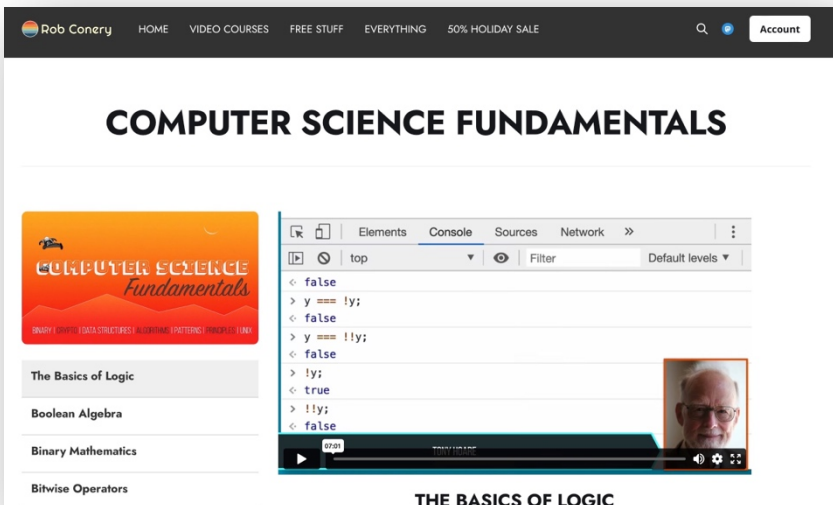 Rob Conery HOME VIDEO COURSES FREE STUFF EVERYTHING 50% HOLIDAY SALE Account
COMPUTER SCIENCE FUNDAMENTALS
COMPUTER SCIENCE
Fundamentals
BINARY | CRYPTO | DATA STRUCTURES | ALGORITHMS | PATTERNS | PRINCIPLES | UNIX
The Basics of Logic
Boolean Algebra
Binary Mathematics
Bitwise Operators
Elements Console Sources Network »
top ▼ Filter Default levels ▼
< false
> y === !y;
< false
> y === !!y;
< false
> !y;
< true
> !!y;
< false
07:01
TONY HOARE
THE BASICS OF LOGIC